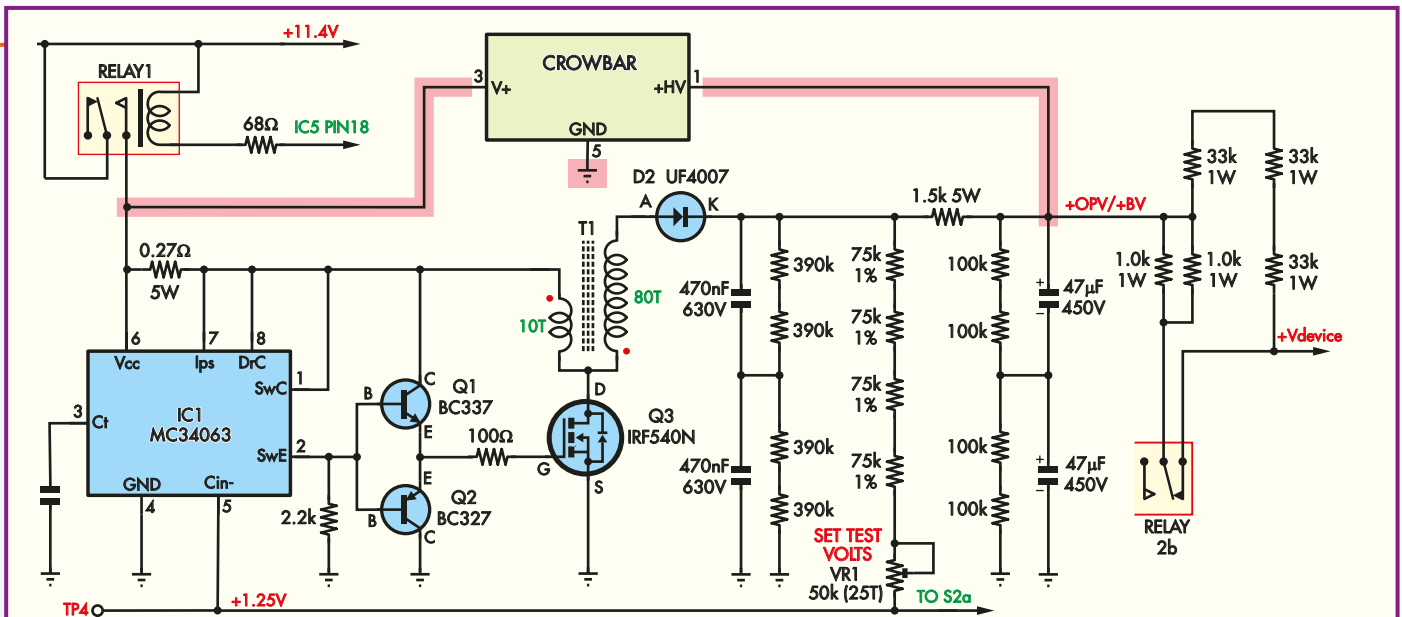 +11.4V
RELAY1
68Ω
IC5 PIN18
CROWBAR
3
V+
1
+HV
GND
5
D2 UF4007
A
K
1.5k 5W
+OPV/+BV
33k
1W
33k
1W
T1
0.27Ω
5W
10T
80T
470nF
630V
390k
390k
75k
1%
75k
1%
100k
100k
+
47µF
450V
–
1.0k
1W
1.0k
1W
33k
1W
+Vdevice
6
7
8
Vcc
Ips
DrC
SwC
1
3
Ct
IC1
MC34063
SwE
2
GND
Cin-
4
5
2.2k
B
C
Q1
BC337
E
E
Q2
BC327
B
C
100Ω
D
Q3
IRF540N
G
S
470nF
630V
390k
390k
75k
1%
75k
1%
SET TEST
VOLTS
VR1
50k (25T)
100k
100k
+
47µF
450V
–
RELAY
2b
TP4
+1.25V
TO S2a